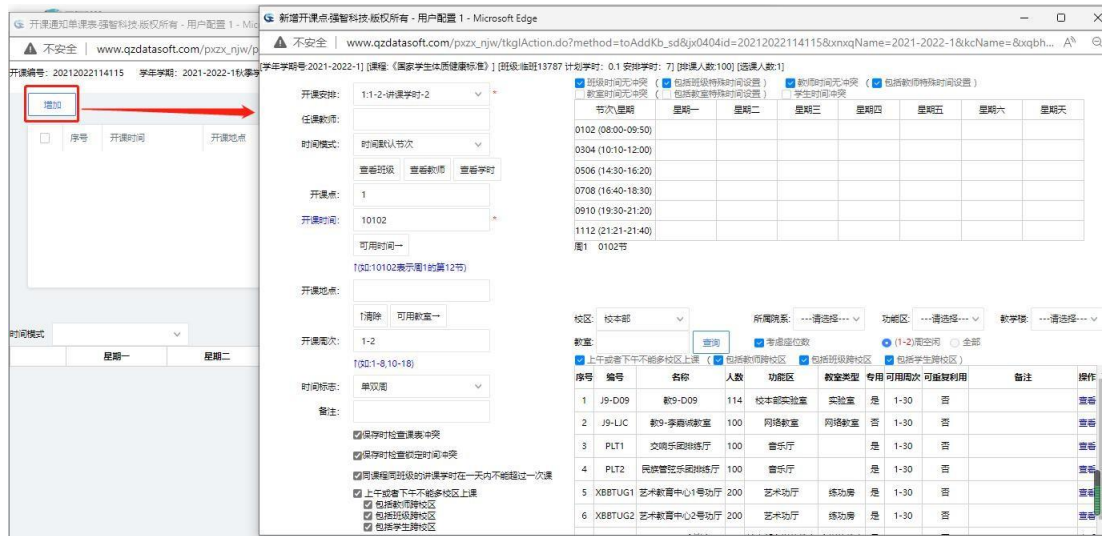 开课通知单课表-强智科技-版权所有 - 用户配置 1 - Mic
不安全 | www.qzdatasoft.com/pxzx_njw/p
开课编号：20212022114115 学年学期：2021-2022-1秋季学
增加
序号 开课时间 开课地点
时间模式
星期一 星期二
新增开课点-强智科技-版权所有 - 用户配置 1 - Microsoft Edge
不安全 | www.qzdatasoft.com/pxzx_njw/tkglAction.do?method=toAddKb_sd&jx0404id=20212022114115&xnxqName=2021-2022-1&kcName=&xqbh...
[学年学期号:2021-2022-1] [课程:《国家学生体质健康标准》] [班级:临班13787 计划学时：0.1 安排学时：7] [排课人数:100] [选课人数:1]
开课安排: 1:1-2-讲课学时-2 *
任课教师:
时间模式: 时间默认节次
查看班级 查看教师 查看学时
开课点: 1
开课时间: 10102 *
可用时间→
↑(如:10102表示周1的第12节)
开课地点:
↑清除 可用教室→
开课周次: 1-2
↑(如:1-8,10-18)
时间标志: 单双周
备注:
保存时检查课表冲突
保存时检查锁定时间冲突
同课程同班级的讲课学时在一天内不能超过一次课
上午或者下午不能多校区上课
包括教师跨校区
包括班级跨校区
包括学生跨校区
班级时间无冲突 ( 包括班级特殊时间设置 ) 教师时间无冲突 ( 包括教师特殊时间设置 )
教室时间无冲突 ( 包括教室特殊时间设置 ) 学生时间冲突
节次\星期 星期一 星期二 星期三 星期四 星期五 星期六 星期天
0102 (08:00-09:50)
0304 (10:10-12:00)
0506 (14:30-16:20)
0708 (16:40-18:30)
0910 (19:30-21:20)
1112 (21:21-21:40)
周1 0102节
校区: 校本部 所属院系: ---请选择--- 功能区: ---请选择--- 教学楼: ---请选择---
教室: 查询 考虑座位数 (1-2)周空闲 全部
上午或者下午不能多校区上课 ( 包括教师跨校区 包括班级跨校区 包括学生跨校区 )
序号 编号 名称 人数 功能区 教室类型 专用 可用周次 可重复利用 备注 操作
1 J9-D09 教9-D09 114 校本部实验室 实验室 是 1-30 否 查看
2 J9-LJC 教9-李嘉诚教室 100 网络教室 网络教室 否 1-30 否 查看
3 PLT1 交响乐团排练厅 100 音乐厅 是 1-30 否 查看
4 PLT2 民族管弦乐团排练厅 100 音乐厅 是 1-30 否 查看
5 XBBTUG1 艺术教育中心1号功厅 200 艺术功厅 练功房 是 1-30 否 查看
6 XBBTUG2 艺术教育中心2号功厅 200 艺术功厅 练功房 是 1-30 否 查看